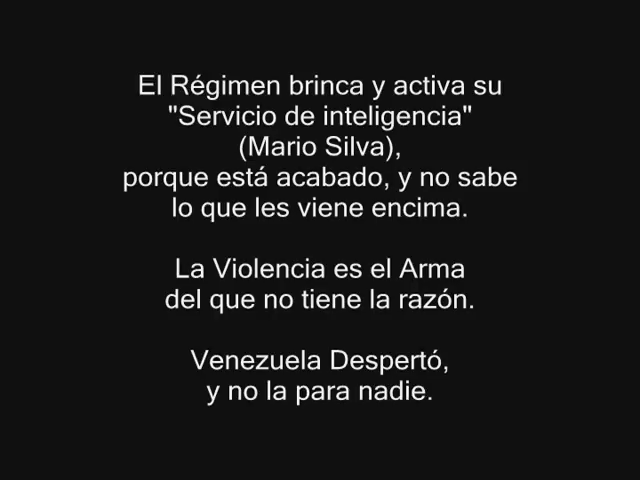 El Régimen brinca y activa su
"Servicio de inteligencia"
(Mario Silva),
porque está acabado, y no sabe
lo que les viene encima.
La Violencia es el Arma
del que no tiene la razón.
Venezuela Despertó,
y no la para nadie.